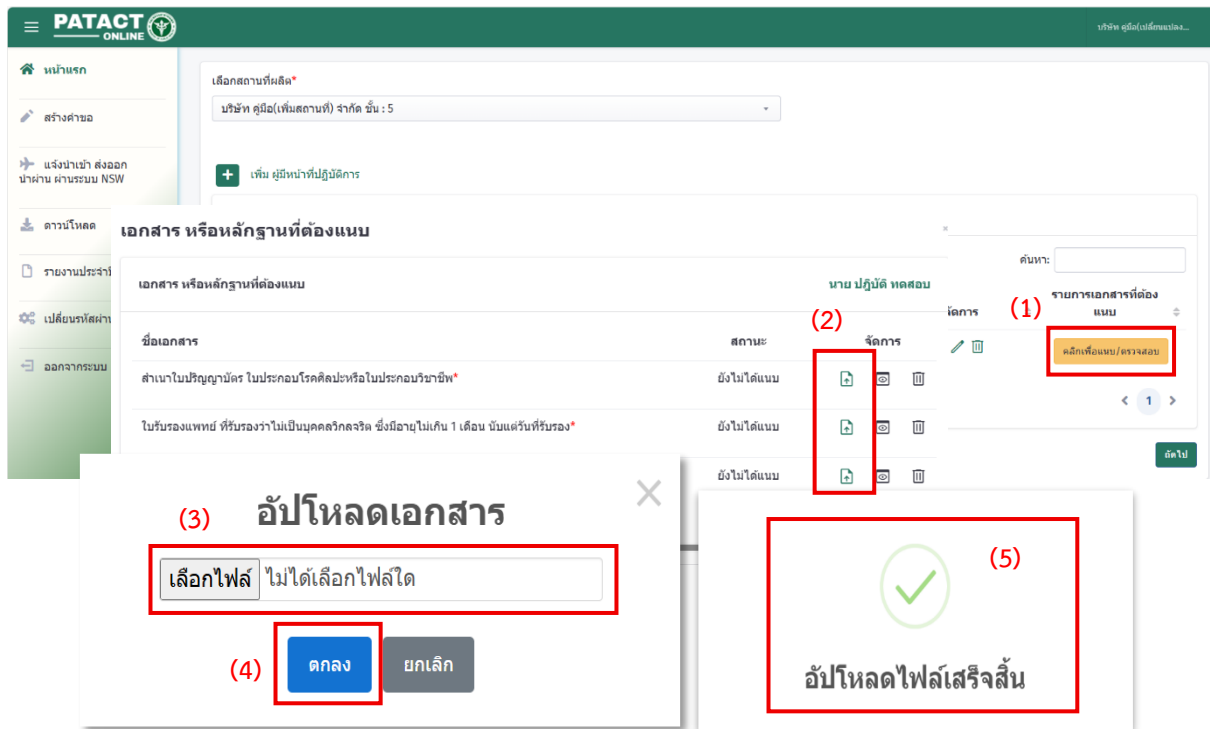 PATACT
ONLINE
บริษัท คู่มือ(เปลี่ยนแปลง...
หน้าแรก
สร้างคำขอ
แจ้งนำเข้า ส่งออก
นำผ่าน ผ่านระบบ NSW
ดาวน์โหลด
รายงานประจำปี
เปลี่ยนรหัสผ่าน
ออกจากระบบ
เลือกสถานที่ผลิต*
บริษัท คู่มือ(เพิ่มสถานที่) จำกัด ชั้น : 5
+ เพิ่ม ผู้มีหน้าที่ปฏิบัติการ
ค้นหา:
จัดการ
(1)
รายการเอกสารที่ต้อง
แนบ
คลิกเพื่อแนบ/ตรวจสอบ
1
ถัดไป
เอกสาร หรือหลักฐานที่ต้องแนบ
×
เอกสาร หรือหลักฐานที่ต้องแนบ
นาย ปฏิบัติ ทดสอบ
(2)
ชื่อเอกสาร สถานะ จัดการ
สำเนาใบปริญญาบัตร ใบประกอบโรคศิลปะหรือใบประกอบวิชาชีพ* ยังไม่ได้แนบ
ใบรับรองแพทย์ ที่รับรองว่าไม่เป็นบุคคลวิกลจริต ซึ่งมีอายุไม่เกิน 1 เดือน นับแต่วันที่รับรอง* ยังไม่ได้แนบ
ยังไม่ได้แนบ
(3)
อัปโหลดเอกสาร
×
เลือกไฟล์ ไม่ได้เลือกไฟล์ใด
(4)
ตกลง ยกเลิก
(5)
อัปโหลดไฟล์เสร็จสิ้น